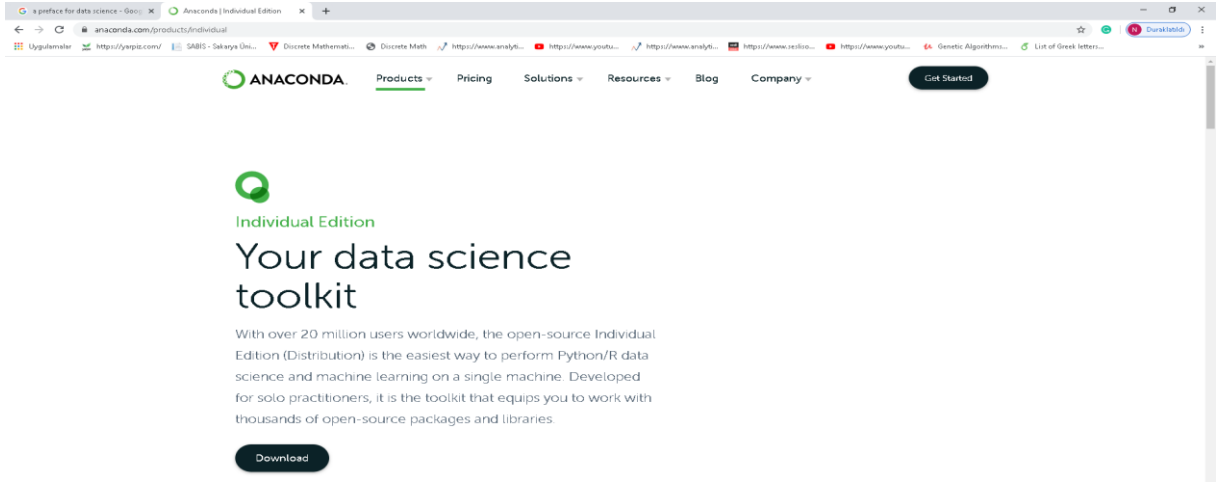 a preface for data science - Goog
Anaconda | Individual Edition
anaconda.com/products/individual
N Duraklatıldı
Uygulamalar https://yarpiz.com/ SABIS - Sakarya Üni... Discrete Mathemati... Discrete Math https://www.analyti... https://www.youtu... https://www.analyti... https://www.sesliso... https://www.youtu... Genetic Algorithms... List of Greek letters...
ANACONDA. Products Pricing Solutions Resources Blog Company Get Started
Individual Edition
Your data science
toolkit
With over 20 million users worldwide, the open-source Individual
Edition (Distribution) is the easiest way to perform Python/R data
science and machine learning on a single machine. Developed
for solo practitioners, it is the toolkit that equips you to work with
thousands of open-source packages and libraries.
Download